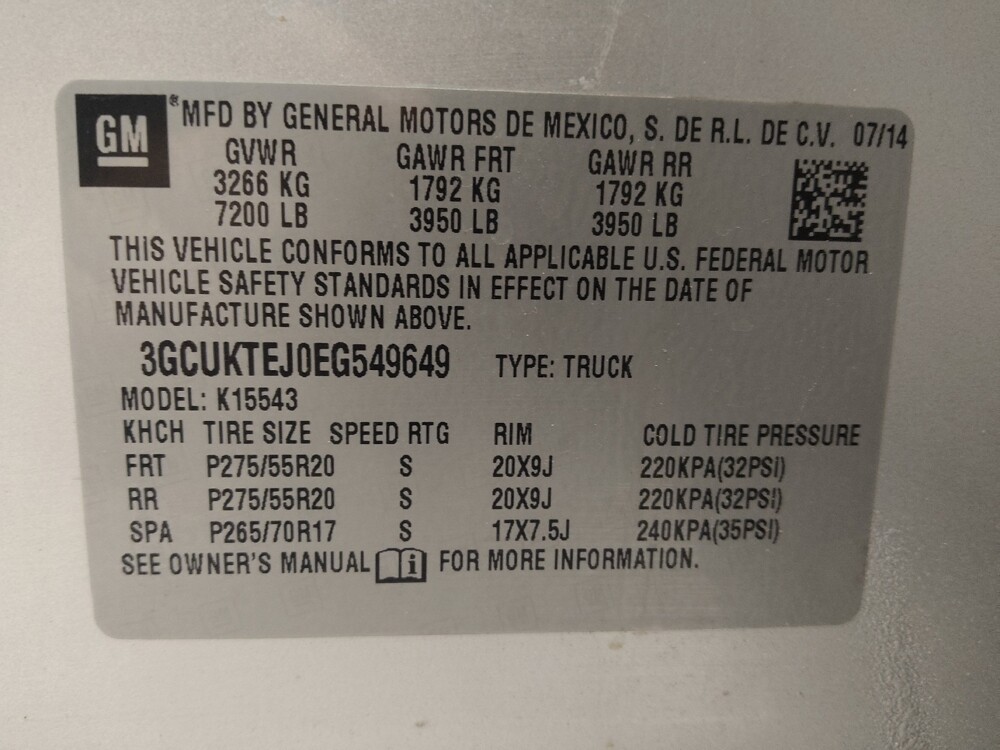 GM ® MFD BY GENERAL MOTORS DE MEXICO, S. DE R.L. DE C.V. 07/14
GVWR GAWR FRT GAWR RR
3266 KG 1792 KG 1792 KG
7200 LB 3950 LB 3950 LB
THIS VEHICLE CONFORMS TO ALL APPLICABLE U.S. FEDERAL MOTOR
VEHICLE SAFETY STANDARDS IN EFFECT ON THE DATE OF
MANUFACTURE SHOWN ABOVE.
3GCUKTEJ0EG549649 TYPE: TRUCK
MODEL: K15543
KHCH TIRE SIZE SPEED RTG RIM COLD TIRE PRESSURE
FRT P275/55R20 S 20X9J 220KPA(32PSI)
RR P275/55R20 S 20X9J 220KPA(32PSI)
SPA P265/70R17 S 17X7.5J 240KPA(35PSI)
SEE OWNER'S MANUAL i FOR MORE INFORMATION.